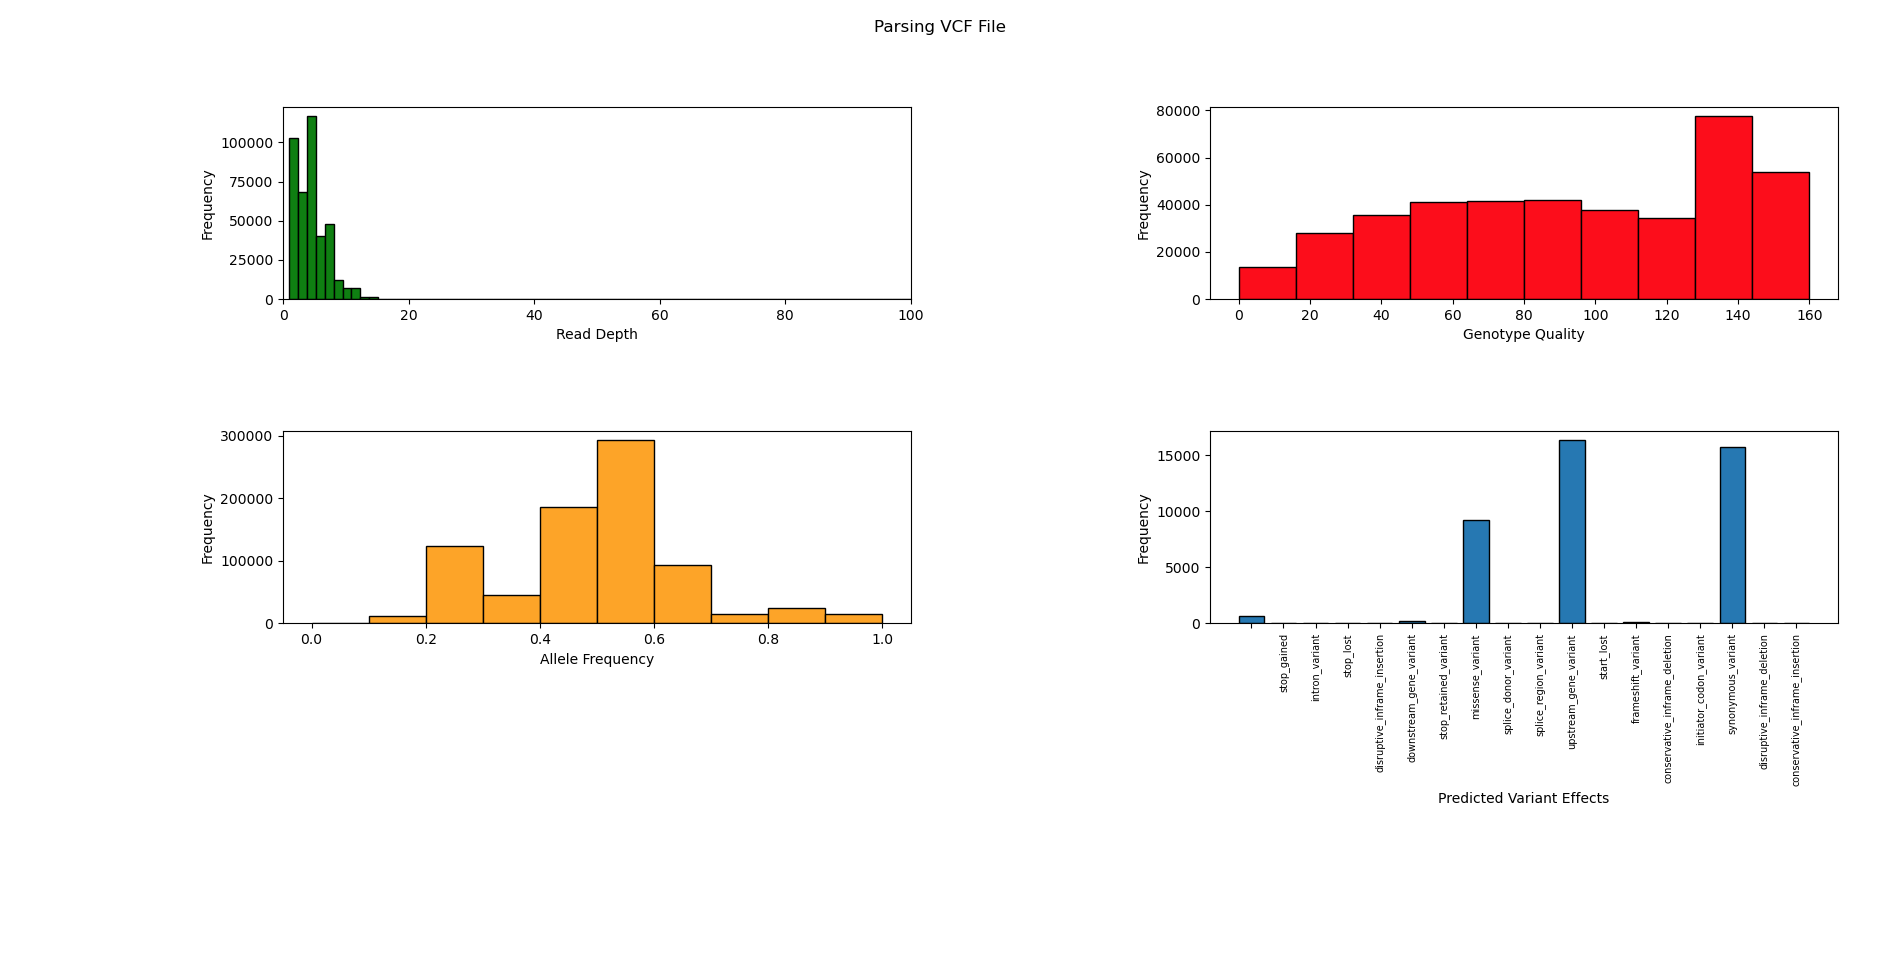 Parsing VCF File
100000
75000
50000
25000
0
Frequency
0 20 40 60 80 100
Read Depth
80000
60000
40000
20000
0
Frequency
0 20 40 60 80 100 120 140 160
Genotype Quality
300000
200000
100000
0
Frequency
0.0 0.2 0.4 0.6 0.8 1.0
Allele Frequency
15000
10000
5000
0
Frequency
stop_gained
intron_variant
stop_lost
disruptive_inframe_insertion
downstream_gene_variant
stop_retained_variant
missense_variant
splice_donor_variant
splice_region_variant
upstream_gene_variant
start_lost
frameshift_variant
conservative_inframe_deletion
initiator_codon_variant
synonymous_variant
disruptive_inframe_deletion
conservative_inframe_insertion
Predicted Variant Effects